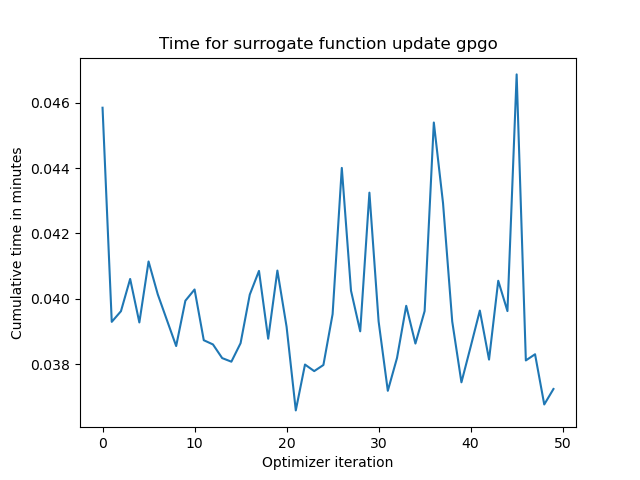 Time for surrogate function update gpgo
Cumulative time in minutes
0.046
0.044
0.042
0.040
0.038
0 10 20 30 40 50
Optimizer iteration